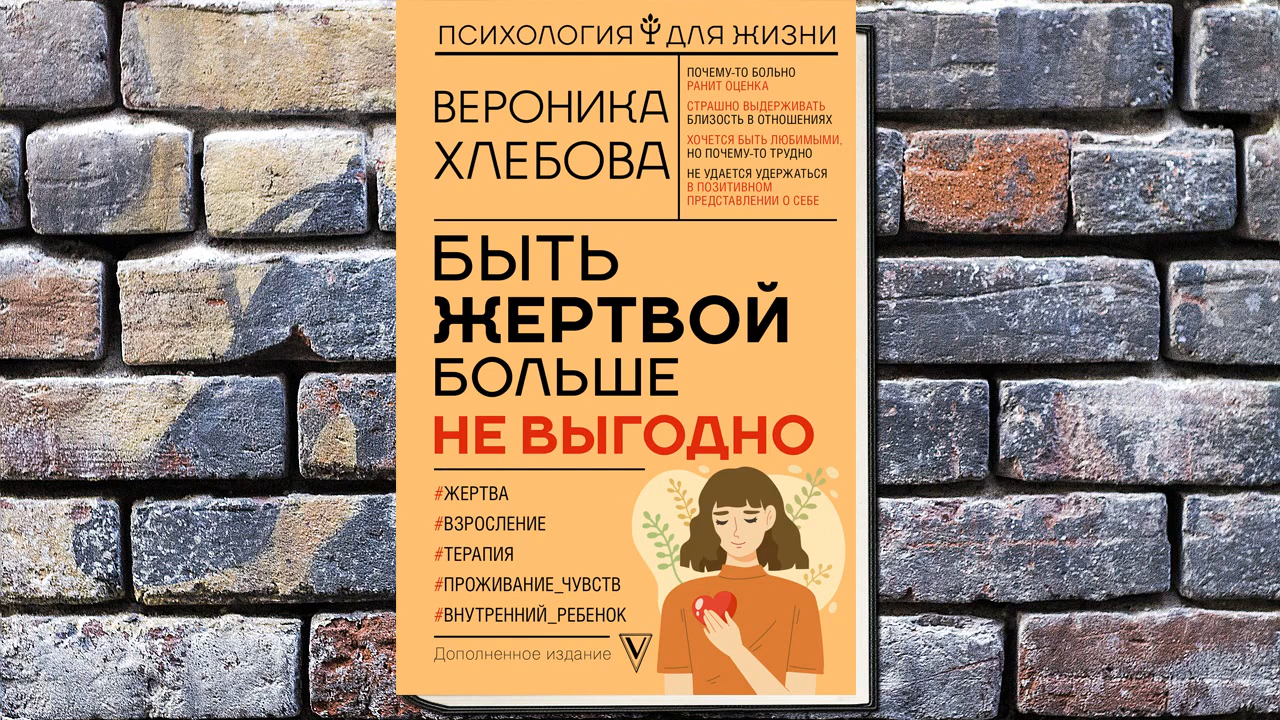 ПСИХОЛОГИЯ ДЛЯ ЖИЗНИ
ВЕРОНИКА
ХЛЕБОВА
ПОЧЕМУ-ТО БОЛЬНО
РАНИТ ОЦЕНКА
СТРАШНО ВЫДЕРЖИВАТЬ
БЛИЗОСТЬ В ОТНОШЕНИЯХ
ХОЧЕТСЯ БЫТЬ ЛЮБИМЫМИ,
НО ПОЧЕМУ-ТО ТРУДНО
НЕ УДАЕТСЯ УДЕРЖАТЬСЯ
В ПОЗИТИВНОМ
ПРЕДСТАВЛЕНИИ О СЕБЕ
БЫТЬ
ЖЕРТВОЙ
БОЛЬШЕ
НЕ ВЫГОДНО
#ЖЕРТВА
#ВЗРОСЛЕНИЕ
#ТЕРАПИЯ
#ПРОЖИВАНИЕ_ЧУВСТВ
#ВНУТРЕННИЙ_РЕБЕНОК
Дополненное издание